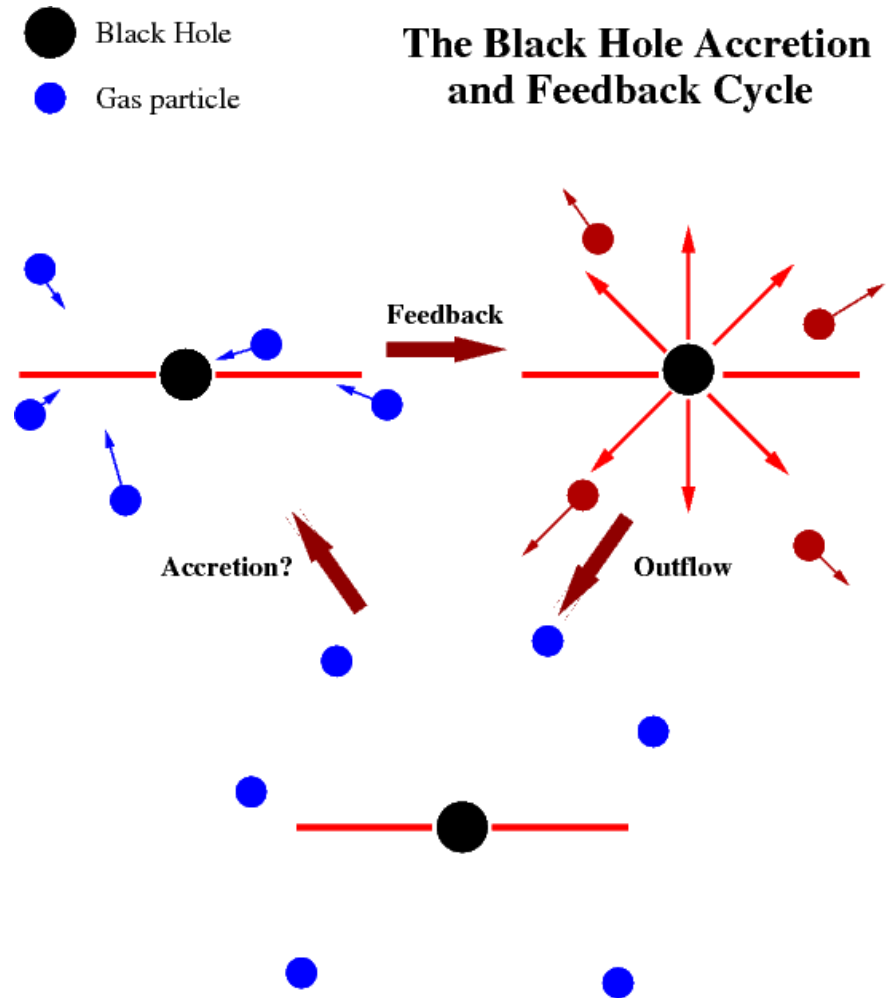 Black Hole
Gas particle
The Black Hole Accretion
and Feedback Cycle
Feedback
Accretion?
Outflow